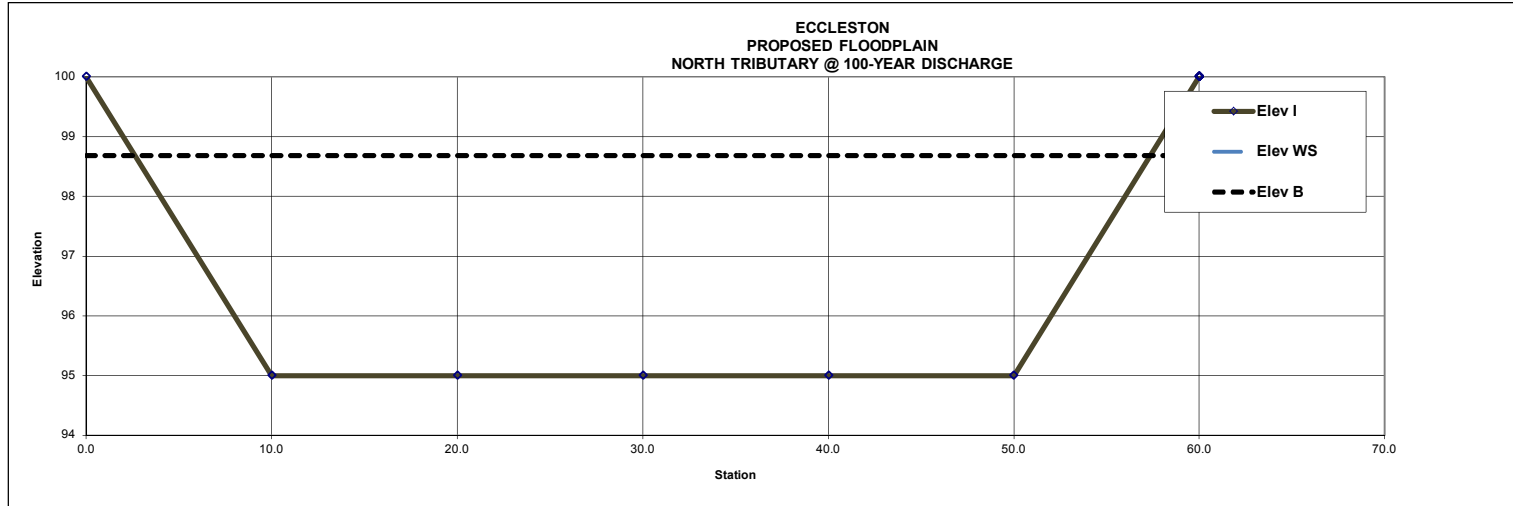 ECCLESTON
PROPOSED FLOODPLAIN
NORTH TRIBUTARY @ 100-YEAR DISCHARGE
100
99
98
97
96
95
94
Elevation
0.0 10.0 20.0 30.0 40.0 50.0 60.0 70.0
Station
Elev I
Elev WS
Elev B